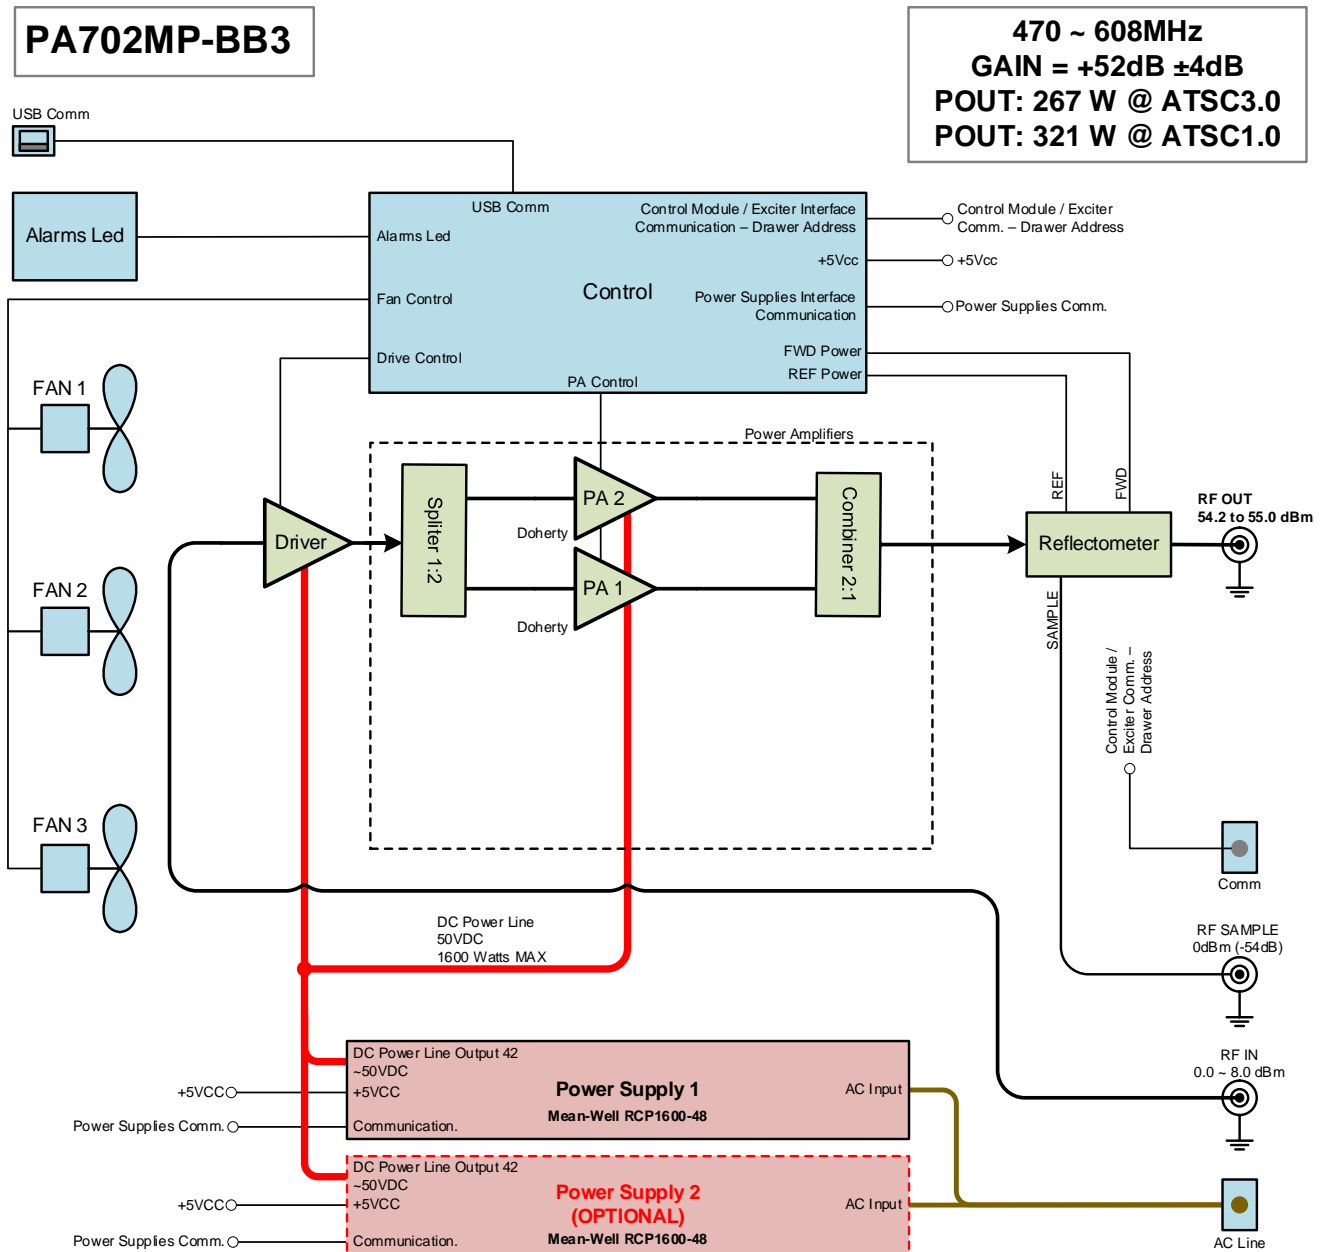 PA702MP-BB3
470 ~ 608MHz
GAIN = +52dB ±4dB
POUT: 267 W @ ATSC3.0
POUT: 321 W @ ATSC1.0
USB Comm
Alarms Led
USB Comm
Alarms Led
Fan Control
Drive Control
Control
PA Control
Control Module / Exciter Interface
Communication – Drawer Address
+5Vcc
Power Supplies Interface
Communication
FWD Power
REF Power
Control Module / Exciter
Comm. – Drawer Address
+5Vcc
Power Supplies Comm.
FAN 1
FAN 2
FAN 3
Power Amplifiers
Driver
Spliter 1:2
PA 2
Doherty
PA 1
Doherty
Combiner 2:1
REF
FWD
Reflectometer
SAMPLE
RF OUT
54.2 to 55.0 dBm
Control Module /
Exciter Comm. –
Drawer Address
Comm
RF SAMPLE
0dBm (-54dB)
RF IN
0.0 ~ 8.0 dBm
DC Power Line
50VDC
1600 Watts MAX
DC Power Line Output 42
~50VDC
+5VCC
+5VCC
Power Supplies Comm.
Communication.
Power Supply 1
Mean-Well RCP1600-48
AC Input
DC Power Line Output 42
~50VDC
+5VCC
+5VCC
Power Supplies Comm.
Communication.
Power Supply 2
(OPTIONAL)
Mean-Well RCP1600-48
AC Input
AC Line